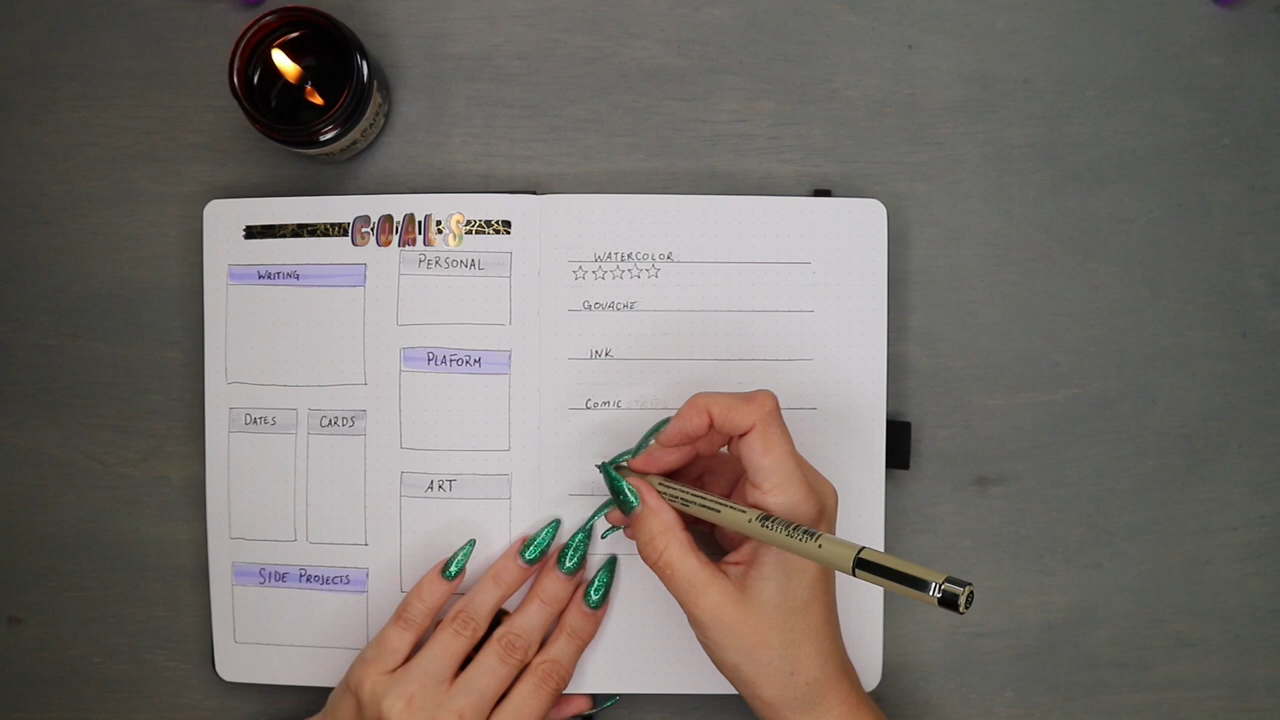 GOALS
WRITING
PERSONAL
PLAFORM
DATES
CARDS
ART
SIDE PROJECTS
WATERCOLOR
GOUACHE
INK
COMIC